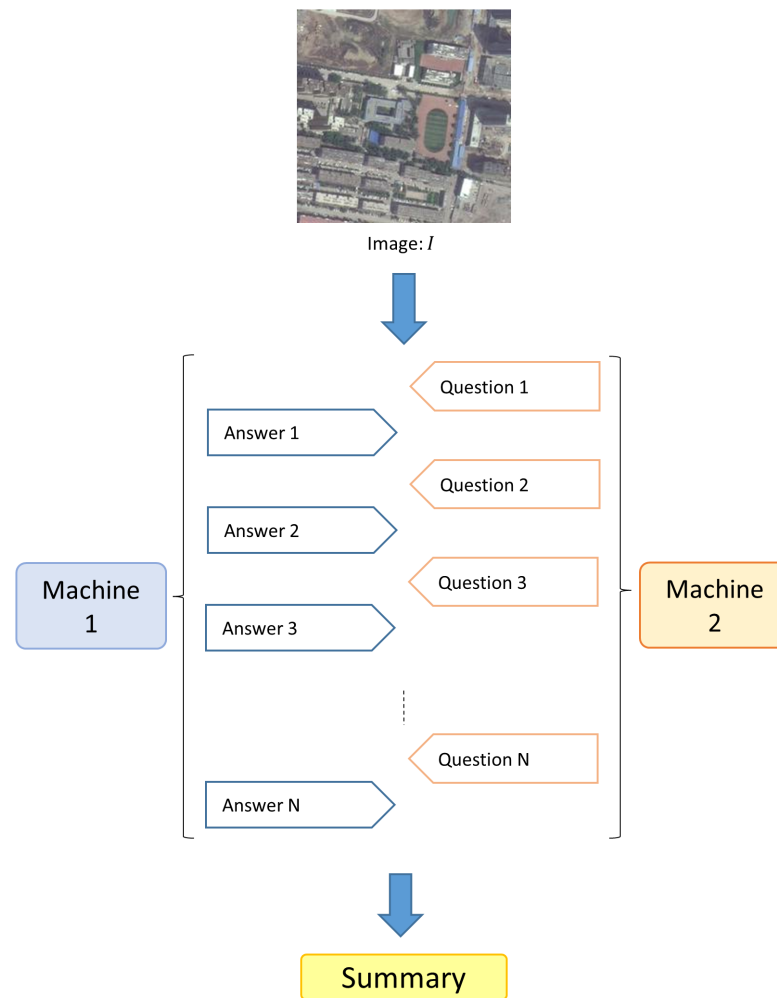 Image: I
Question 1
Answer 1
Question 2
Answer 2
Question 3
Machine
1
Machine
2
Answer 3
Question N
Answer N
Summary